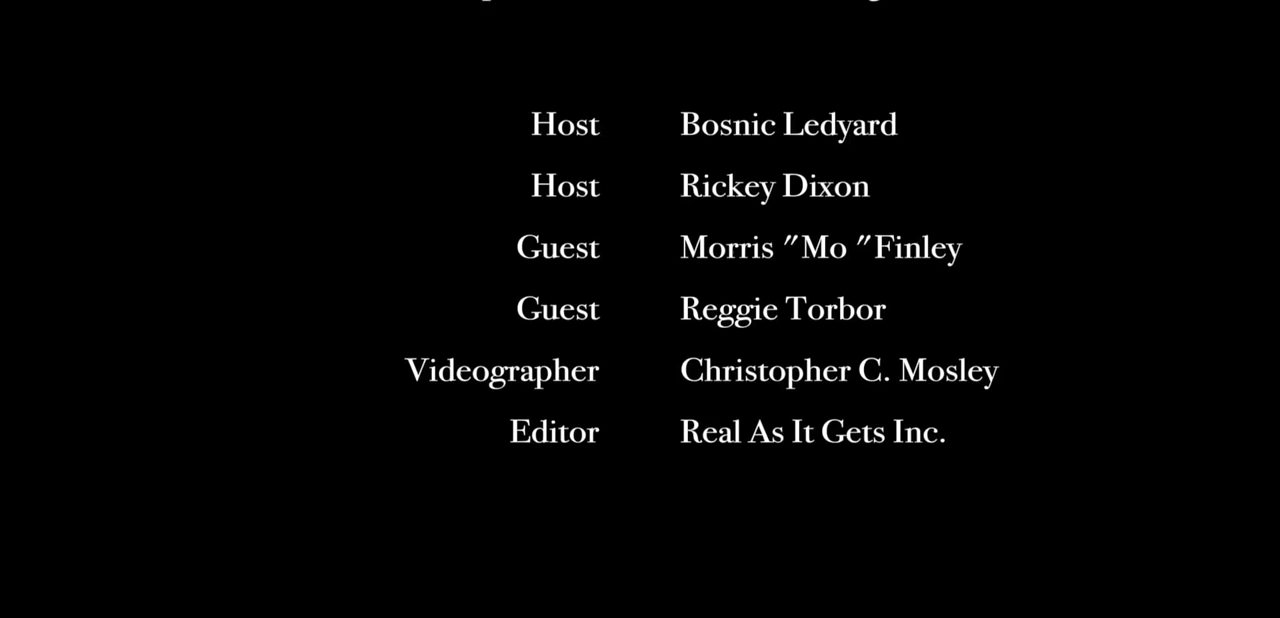 Host Bosnic Ledyard
Host Rickey Dixon
Guest Morris "Mo "Finley
Guest Reggie Torbor
Videographer Christopher C. Mosley
Editor Real As It Gets Inc.